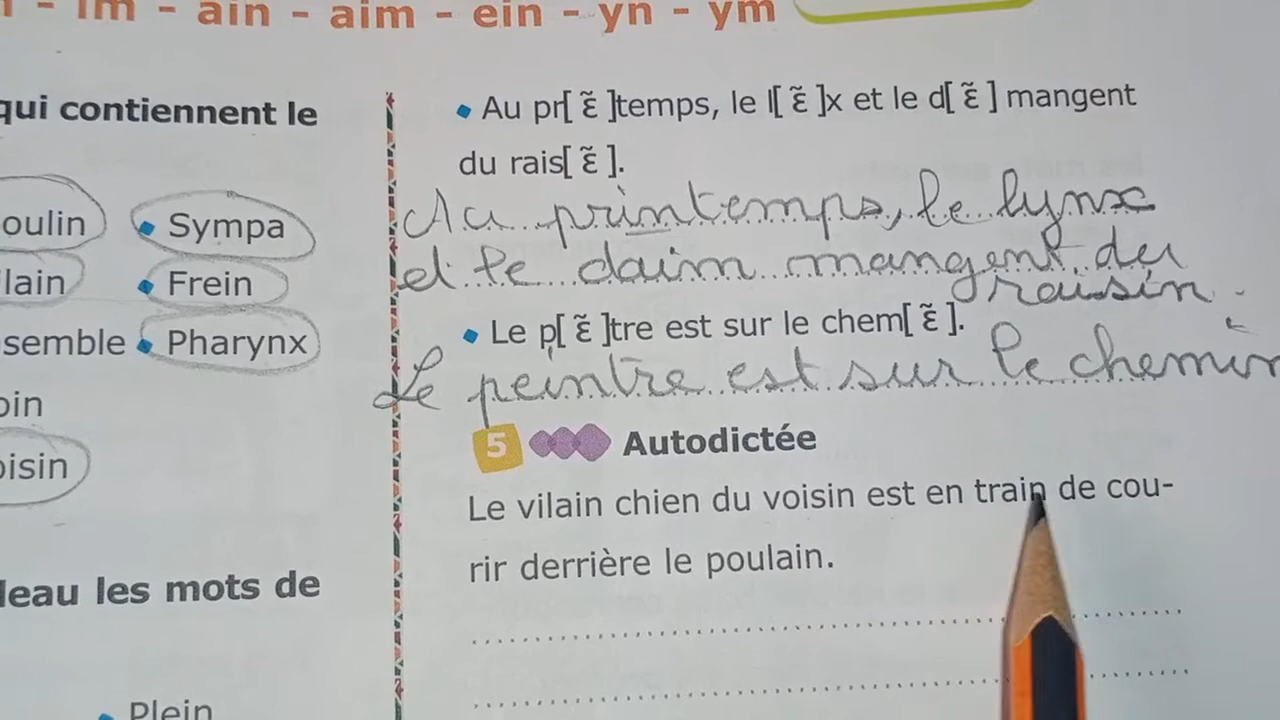 im - ain - aim - ein - yn - ym
qui contiennent le
oulin
Sympa
lain
Frein
semble
Pharynx
oin
oisin
leau les mots de
Plein
Au pr[ ɛ̃ ]temps, le l[ ɛ̃ ]x et le d[ ɛ̃ ] mangent
du rais[ ɛ̃ ].
Au printemps, le lynx
et le daim mangent du
raisin.
Le p[ ɛ̃ ]tre est sur le chem[ ɛ̃ ].
Le peintre est sur le chemin
5 Autodictée
Le vilain chien du voisin est en train de cou-
rir derrière le poulain.